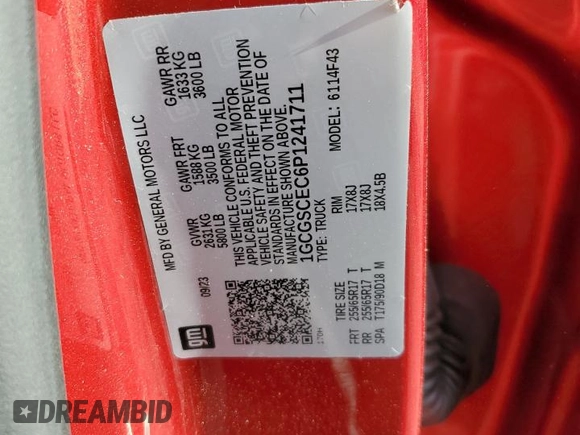 MFD BY GENERAL MOTORS LLC
GVWR GAWR FRT GAWR RR
2631 KG 1588 KG 1633 KG
5800 LB 3500 LB 3600 LB
THIS VEHICLE CONFORMS TO ALL
APPLICABLE U.S. FEDERAL MOTOR
VEHICLE SAFETY AND THEFT PREVENTION
STANDARDS IN EFFECT ON THE DATE OF
MANUFACTURE SHOWN ABOVE.
1GCGSCEC6P1241711
TYPE: TRUCK MODEL: 6114F43
09/23
gm
TIRE SIZE RIM
FRT 255/65R17 T 17X8J
RR 255/65R17 T 17X8J
SPA T175/90D18 M 18X4.5B
DREAMBID